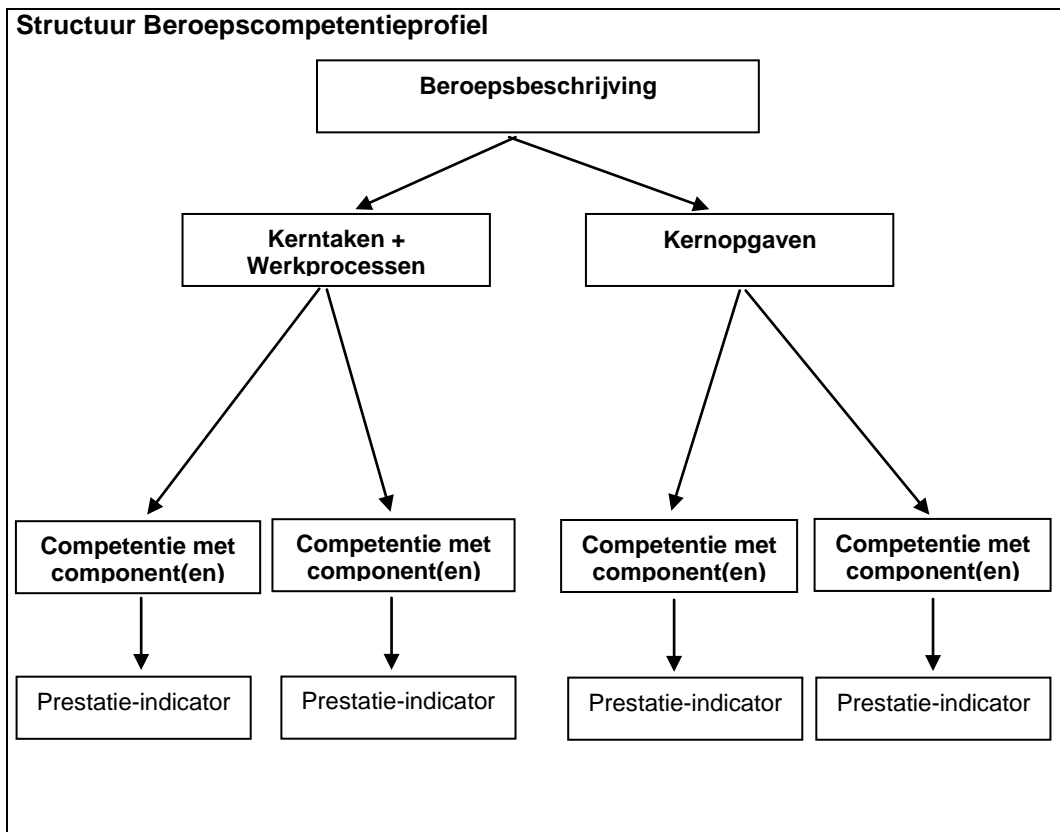 Structuur Beroepscompetentieprofiel
Beroepsbeschrijving
Kerntaken +
Werkprocessen
Kernopgaven
Competentie met
component(en)
Competentie met
component(en)
Competentie met
component(en)
Competentie met
component(en)
Prestatie-indicator
Prestatie-indicator
Prestatie-indicator
Prestatie-indicator